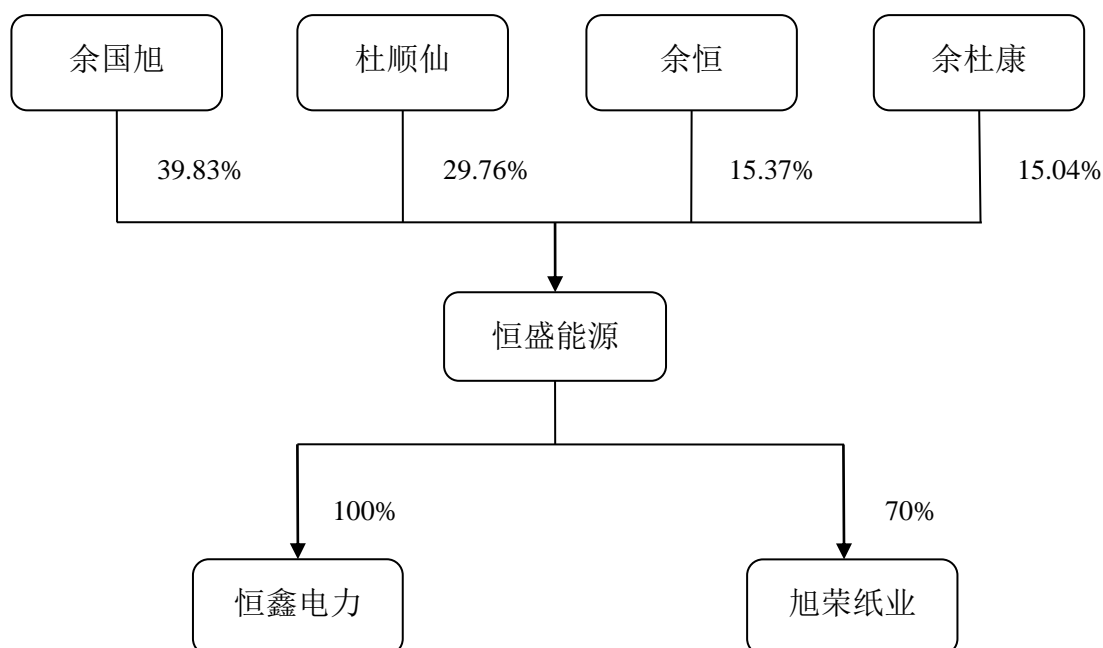 余国旭
杜顺仙
余恒
余杜康
39.83%
29.76%
15.37%
15.04%
恒盛能源
100%
70%
恒鑫电力
旭荣纸业